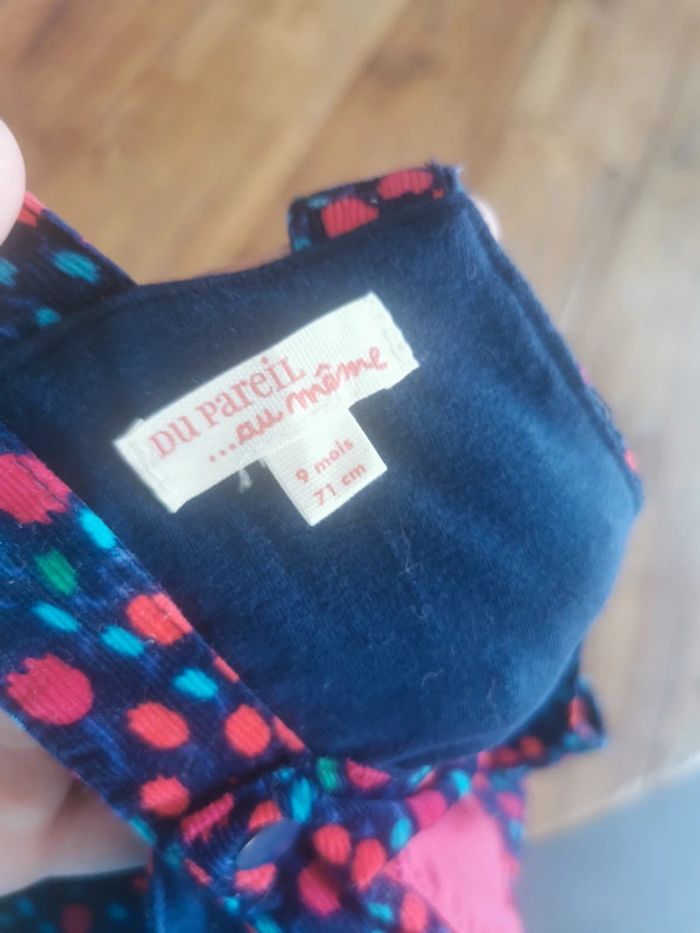 DU PareiL
...au même
9 mois
71 cm